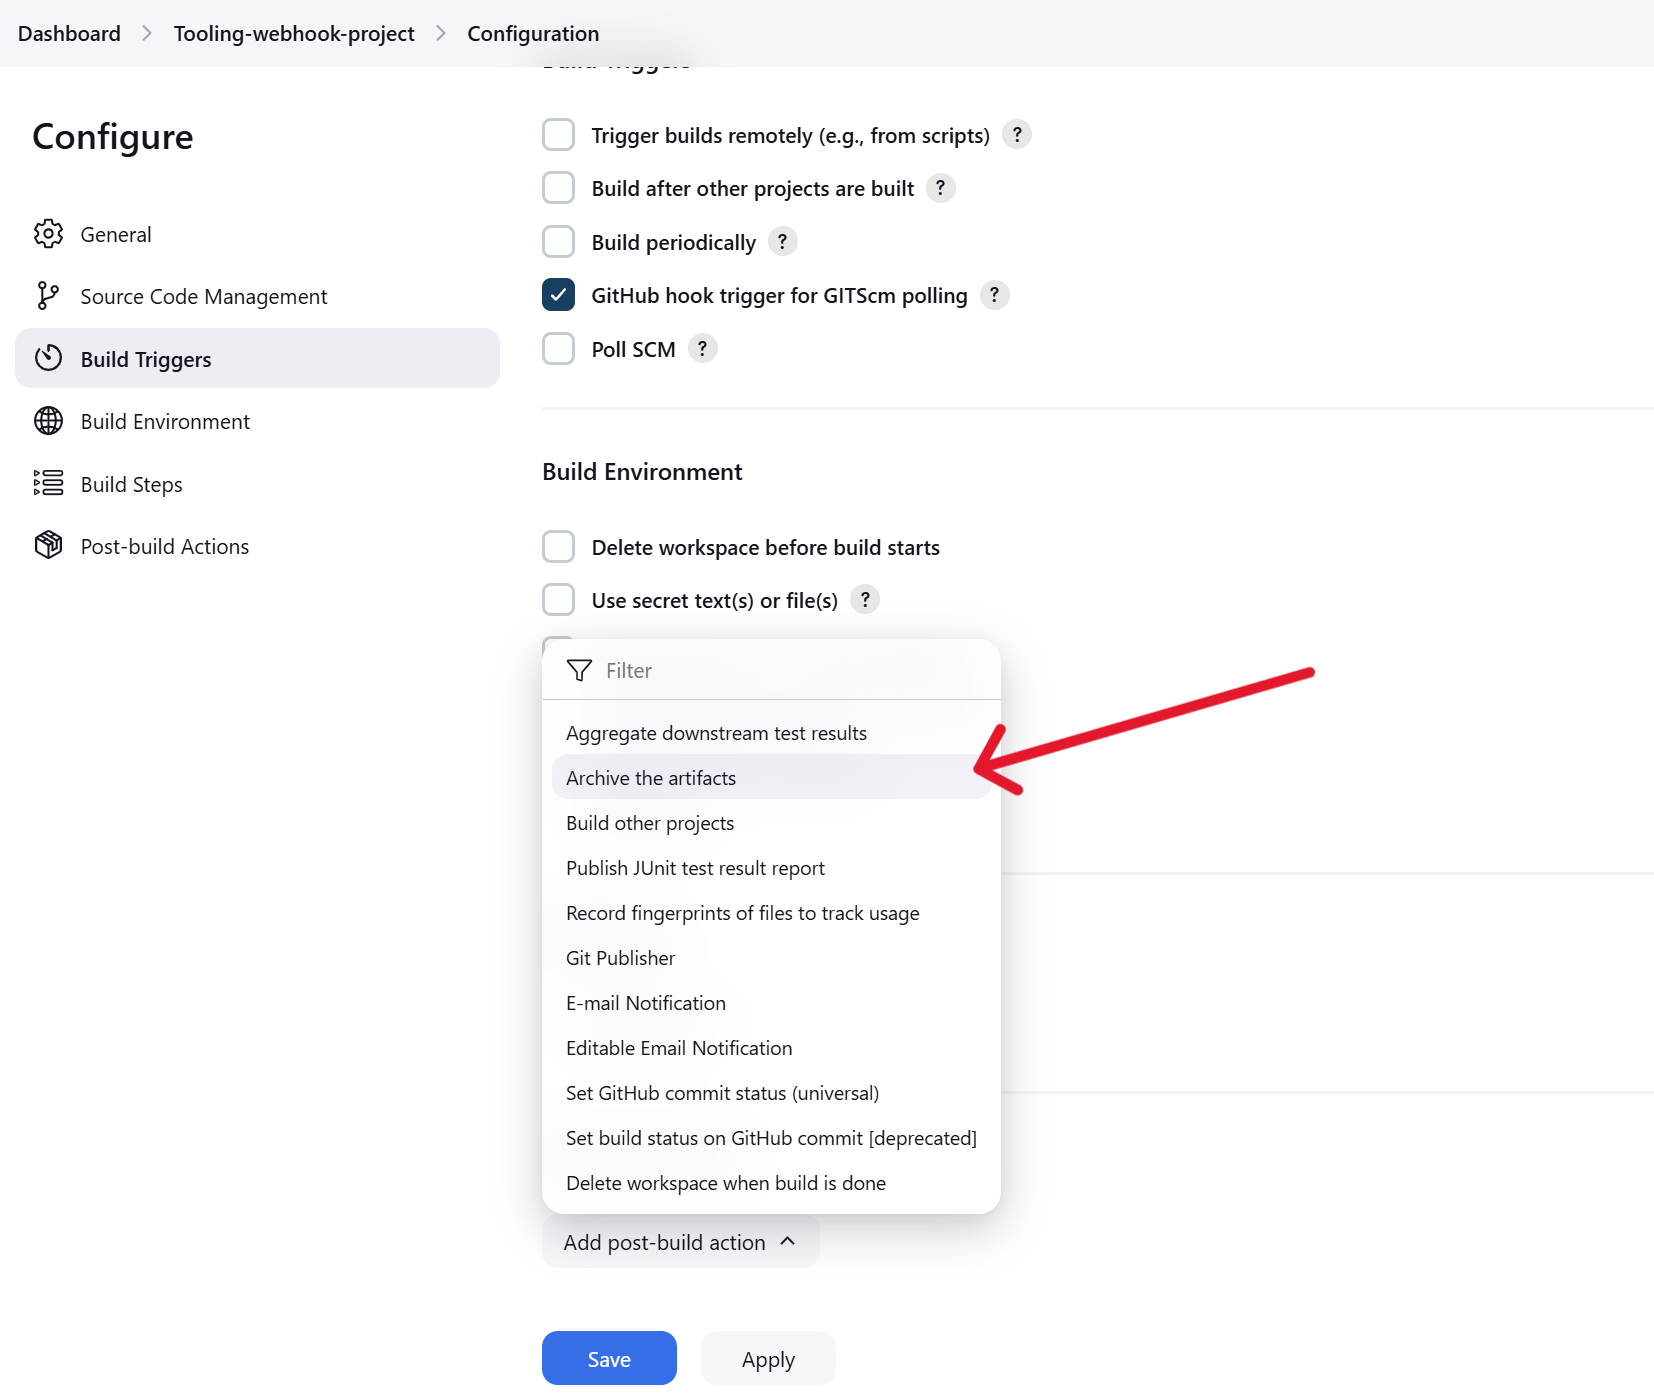 Dashboard > Tooling-webhook-project > Configuration
Configure
General
Source Code Management
Build Triggers
Build Environment
Build Steps
Post-build Actions
Build Triggers
Trigger builds remotely (e.g., from scripts) ?
Build after other projects are built ?
Build periodically ?
GitHub hook trigger for GITScm polling ?
Poll SCM ?
Build Environment
Delete workspace before build starts
Use secret text(s) or file(s) ?
Filter
Aggregate downstream test results
Archive the artifacts
Build other projects
Publish JUnit test result report
Record fingerprints of files to track usage
Git Publisher
E-mail Notification
Editable Email Notification
Set GitHub commit status (universal)
Set build status on GitHub commit [deprecated]
Delete workspace when build is done
Add post-build action
Save
Apply